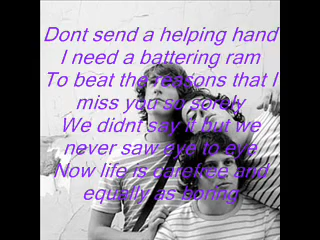 Dont send a helping hand
I need a battering ram
To beat the reasons that I
miss you so sorely
We didnt say it but we
never saw eye to eye
Now life is carefree and
equally as boring